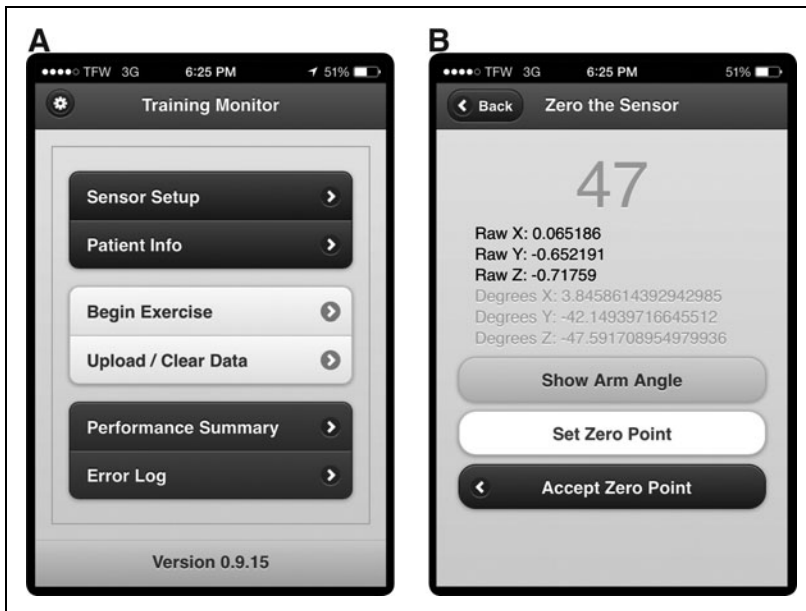 A
TFW 3G 6:25 PM 51%
Training Monitor
Sensor Setup
Patient Info
Begin Exercise
Upload / Clear Data
Performance Summary
Error Log
Version 0.9.15
B
TFW 3G 6:25 PM 51%
Back Zero the Sensor
47
Raw X: 0.065186
Raw Y: -0.652191
Raw Z: -0.71759
Degrees X: 3.8458614392942985
Degrees Y: -42.14939716645512
Degrees Z: -47.591708954979936
Show Arm Angle
Set Zero Point
Accept Zero Point